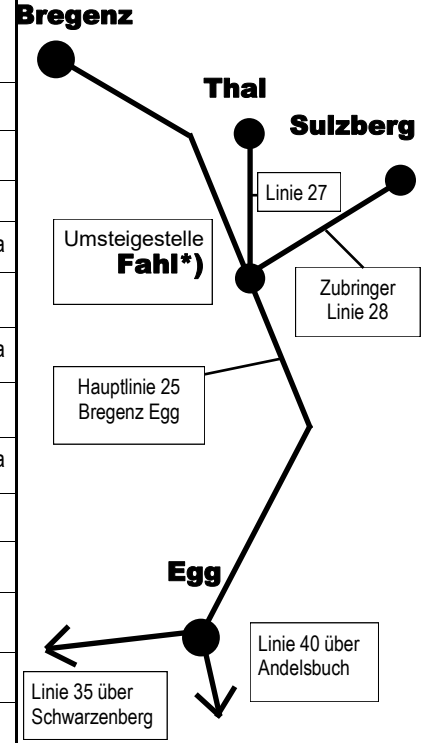 Bregenz
Thal
Sulzberg
Linie 27
Umsteigestelle
Fahl*)
Zubringer
Linie 28
a
a
Hauptlinie 25
Bregenz Egg
a
Egg
Linie 40 über
Andelsbuch
Linie 35 über
Schwarzenberg